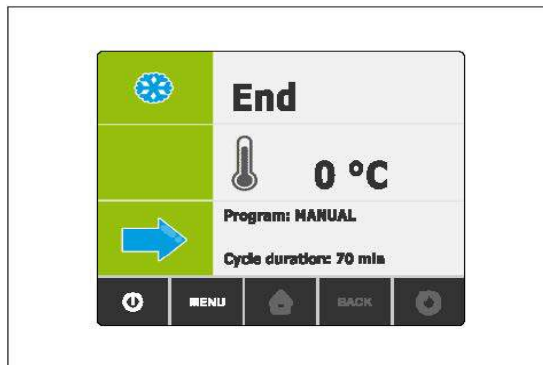 End
0 °C
Program: MANUAL
Cycle duration: 70 min
MENU
BACK